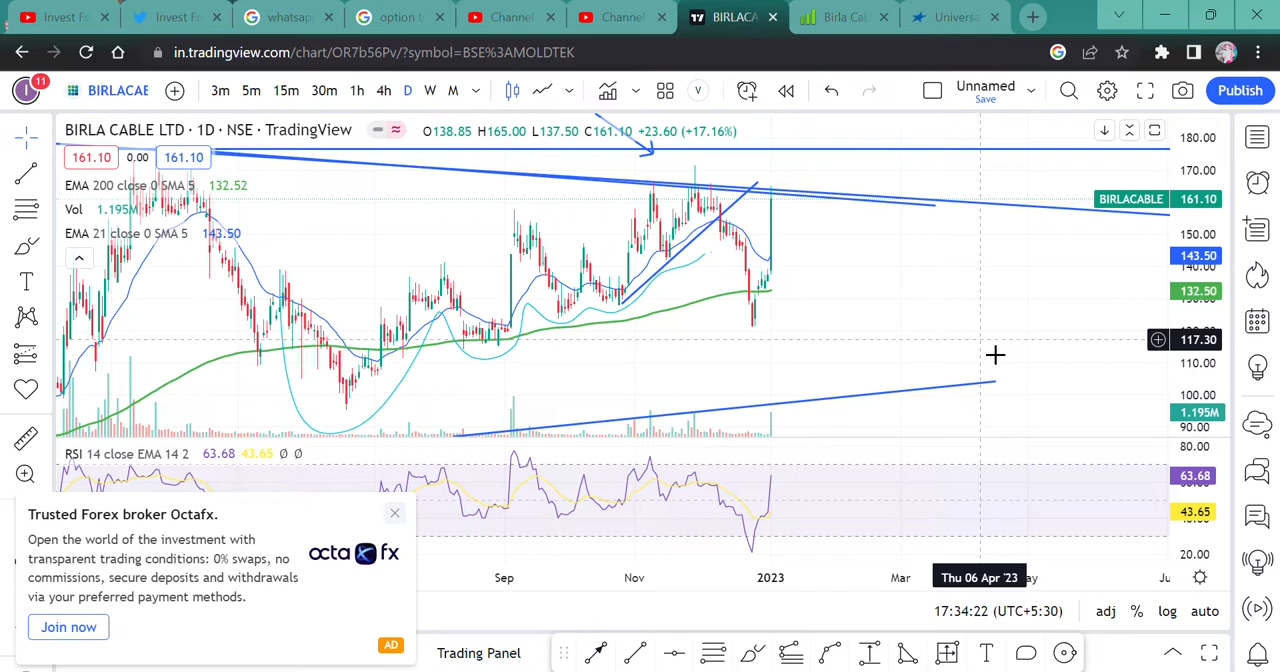 Invest Fo
Invest Fo
whatsap
option t
Channel
Channel
BIRLACA
Birla Cal
Universa
in.tradingview.com/chart/OR7b56Pv/?symbol=BSE%3AMOLDTEK
11
BIRLACAE
3m 5m 15m 30m 1h 4h D W M
V
Unnamed
Save
Publish
BIRLA CABLE LTD · 1D · NSE · TradingView
O138.85 H165.00 L137.50 C161.10 +23.60 (+17.16%)
161.10 0.00 161.10
EMA 200 close 0 SMA 5 132.52
Vol 1.195M
EMA 21 close 0 SMA 5 143.50
180.00
170.00
BIRLACABLE 161.10
150.00
143.50
140.00
132.50
117.30
110.00
100.00
1.195M
90.00
RSI 14 close EMA 14 2 63.68 43.65 Ø Ø
80.00
63.68
43.65
20.00
Sep Nov 2023 Mar Thu 06 Apr '23 Ju
17:34:22 (UTC+5:30) adj % log auto
Trusted Forex broker Octafx.
Open the world of the investment with
transparent trading conditions: 0% swaps, no
commissions, secure deposits and withdrawals
via your preferred payment methods.
octa fx
Join now
AD
Trading Panel